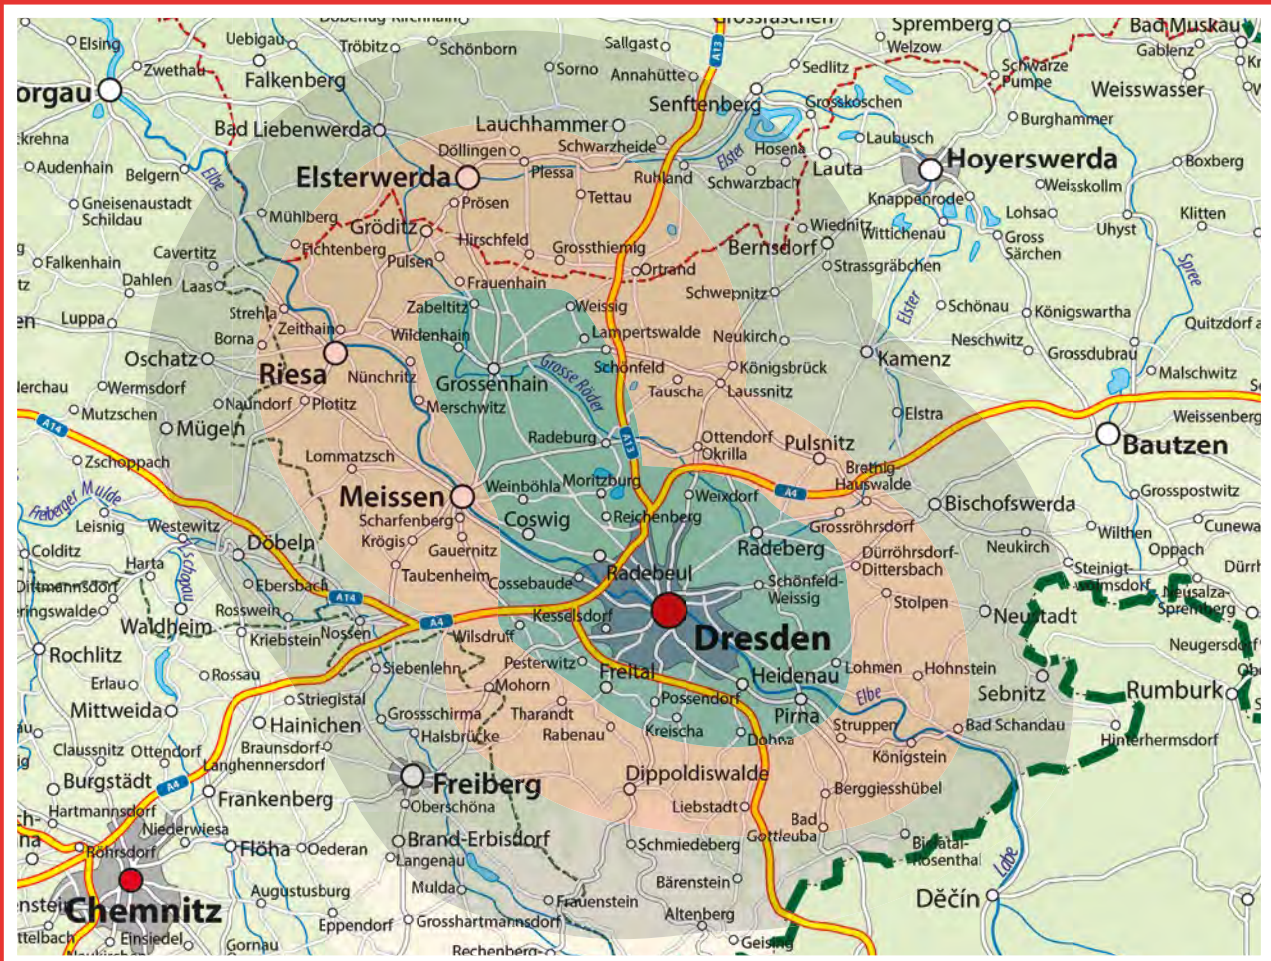 Elsing
Uebigau
Tröbitz
Schönborn
Sallgast
Spremberg
Bad Muskau
Welzow
Gablenz
Zwethau
Falkenberg
Sorno
Annahütte
A13
Sedlitz
Schwarze
Pumpe
Weisswasser
orgau
Senftenberg
Grosskoschen
Burghammer
ckrehna
Bad Liebenwerda
Lauchhammer
Schwarzheide
Laubusch
Audenhain
Belgern
Elbe
Döllingen
Plessa
Ruhland
Elster
Hosena
Lauta
Hoyerswerda
Boxberg
Elsterwerda
Schwarzbach
Knappenrode
Weisskollm
Gneisenaustadt
Schildau
Mühlberg
Prösen
Tettau
Wiednitz
Wittichenau
Lohsa
Klitten
Uhyst
Gröditz
Hirschfeld
Grossthiemig
Bernsdorf
Gross
Särchen
Falkenhain
Cavertitz
Fichtenberg
Pulsen
Ortrand
Strassgräbchen
Spree
Dahlen
Laas
Frauenhain
Schwepnitz
Luppa
Strehla
Zabeltitz
Weissig
Elster
Schönau
Königswartha
Quitzdorf a
Zeithain
Wildenhain
Lampertswalde
Neukirch
Neschwitz
Grossdubrau
Borna
Oschatz
Riesa
Nünchritz
Grossenhain
Grosse Röder
Schönfeld
Königsbrück
Kamenz
Malschwitz
erchau
Wermsdorf
Tauscha
Laussnitz
Mutzschen
Naundorf
Plotitz
Merschwitz
Elstra
Weissenberg
A14
Mügeln
Radeburg
A13
Ottendorf
Okrilla
Pulsnitz
Bautzen
Zschoppach
Lommatzsch
Brethig-
Hauswalde
Freiberger Mulde
Meissen
Weinböhla
Moritzburg
Weixdorf
A4
Bischofswerda
Grosspostwitz
Leisnig
Westewitz
Scharfenberg
Coswig
Reichenberg
Grossröhrsdorf
Wilthen
Cunewa
Colditz
Döbeln
Krögis
Gauernitz
Radeberg
Neukirch
Oppach
Harta
Zschopau
Taubenheim
Radebeul
Dürröhrsdorf-
Dittersbach
Steinigt-
wolmsdorf
Dürrh
Dittmannsdorf
Ebersbach
A14
Cossebaude
Schönfeld-
Weissig
Neusalza-
Spremberg
eringswalde
Rosswein
Kesselsdorf
Stolpen
Neustadt
Waldheim
Kriebstein
Nossen
A4
Wilsdruff
Dresden
Neugersdorf
Rochlitz
Siebenlehn
Pesterwitz
Freital
Heidenau
Lohmen
Hohnstein
Erlau
Rossau
Mohorn
Possendorf
Elbe
Sebnitz
Rumburk
Mittweida
Striegistal
Tharandt
Pirna
Hainichen
Grossschirma
Rabenau
Kreischa
Struppen
Bad Schandau
Halsbrücke
Dohna
Königstein
Hinterhermsdorf
Claussnitz
Ottendorf
Braunsdorf-
Langhennersdorf
Burgstädt
A4
Freiberg
Dippoldiswalde
Berggiesshübel
Hartmannsdorf
Frankenberg
Oberschöna
Liebstadt
Bad
Gottleuba
Niederwiesa
Brand-Erbisdorf
Schmiedeberg
Bielatal-
Rosenthal
Röhrsdorf
Flöha
Oederan
Langenau
Labe
Chemnitz
Augustusburg
Mulda
Bärenstein
Děčín
Frauenstein
Eppendorf
Grosshartmannsdorf
Altenberg
ttelbach
Einsiedel
Gornau
Geising
Rechenberg-